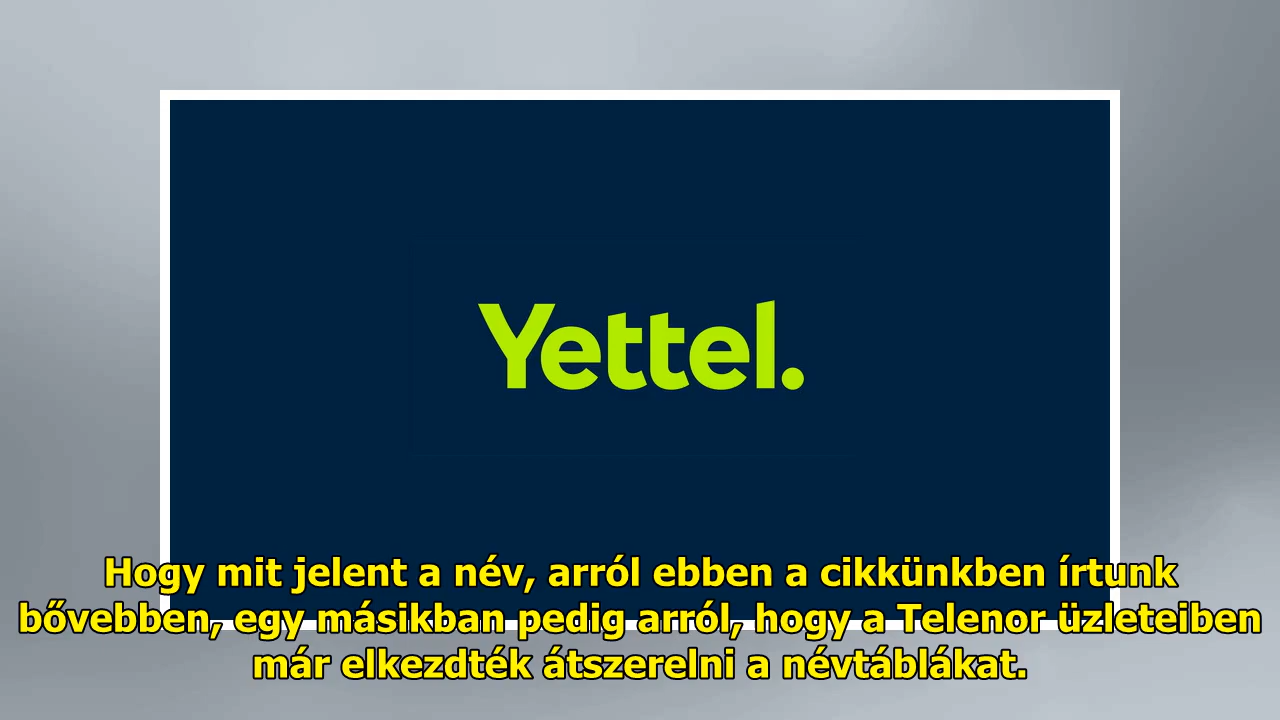 Yettel.
Hogy mit jelent a név, arról ebben a cikkünkben írtunk
bővebben, egy másikban pedig arról, hogy a Telenor üzleteiben
már elkezdték átszerelni a névtáblákat.